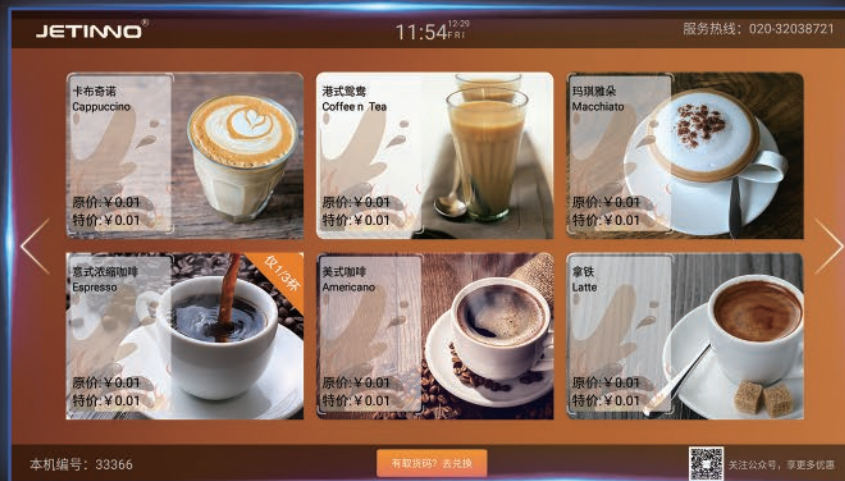 JETINNO®
11:54
12-29
FRI
服务热线：020-32038721
卡布奇诺
Cappuccino
原价:￥0.01
特价:￥0.01
港式鸳鸯
Coffee n Tea
原价:￥0.01
特价:￥0.01
玛琪雅朵
Macchiato
原价:￥0.01
特价:￥0.01
意式浓缩咖啡
Espresso
仅1/3杯
原价:￥0.01
特价:￥0.01
美式咖啡
Americano
原价:￥0.01
特价:￥0.01
拿铁
Latte
原价:￥0.01
特价:￥0.01
本机编号：33366
有取货码？去兑换
关注公众号，享更多优惠